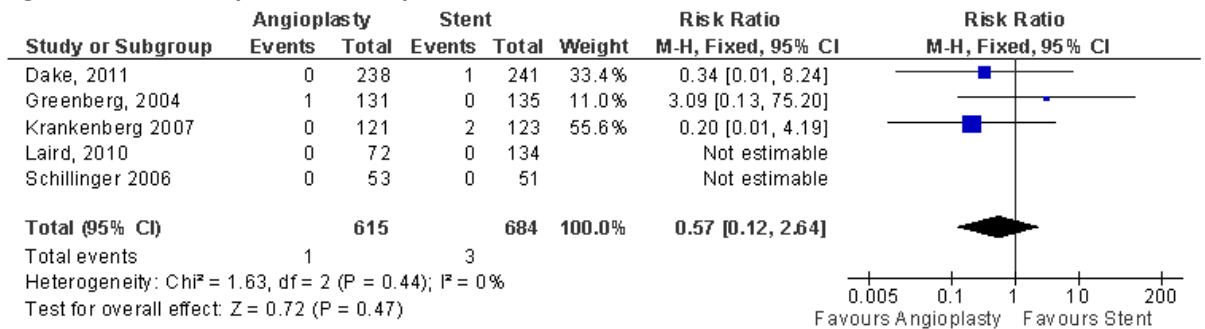 Angioplasty Stent Risk Ratio Risk Ratio
Study or Subgroup Events Total Events Total Weight M-H, Fixed, 95% CI M-H, Fixed, 95% CI
Dake, 2011 0 238 1 241 33.4% 0.34 [0.01, 8.24]
Greenberg, 2004 1 131 0 135 11.0% 3.09 [0.13, 75.20]
Krankenberg 2007 0 121 2 123 55.6% 0.20 [0.01, 4.19]
Laird, 2010 0 72 0 134 Not estimable
Schillinger 2006 0 53 0 51 Not estimable
Total (95% CI) 615 684 100.0% 0.57 [0.12, 2.64]
Total events 1 3
Heterogeneity: Chi² = 1.63, df = 2 (P = 0.44); I² = 0%
Test for overall effect: Z = 0.72 (P = 0.47)
0.005 0.1 1 10 200
Favours Angioplasty Favours Stent